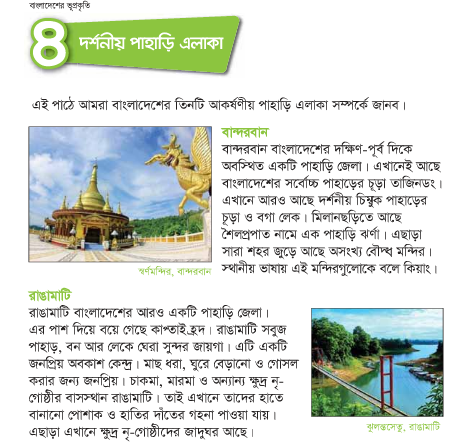 বাংলাদেশের ভূপ্রকৃতি
৪ দর্শনীয় পাহাড়ি এলাকা
এই পাঠে আমরা বাংলাদেশের তিনটি আকর্ষণীয় পাহাড়ি এলাকা সম্পর্কে জানব।
বান্দরবান
বান্দরবান বাংলাদেশের দক্ষিণ-পূর্ব দিকে
অবস্থিত একটি পাহাড়ি জেলা। এখানেই আছে
বাংলাদেশের সর্বোচ্চ পাহাড়ের চূড়া তাজিনডং।
এখানে আরও আছে দর্শনীয় চিম্বুক পাহাড়ের
চূড়া ও বগা লেক। মিলানছড়িতে আছে
শৈলপ্রপাত নামে এক পাহাড়ি ঝর্ণা। এছাড়া
সারা শহর জুড়ে আছে অসংখ্য বৌদ্ধ মন্দির।
স্থানীয় ভাষায় এই মন্দিরগুলোকে বলে কিয়াং।
স্বর্ণমন্দির, বান্দরবান
রাঙামাটি
রাঙামাটি বাংলাদেশের আরও একটি পাহাড়ি জেলা।
এর পাশ দিয়ে বয়ে গেছে কাপ্তাই হ্রদ। রাঙামাটি সবুজ
পাহাড়, বন আর লেকে ঘেরা সুন্দর জায়গা। এটি একটি
জনপ্রিয় অবকাশ কেন্দ্র। মাছ ধরা, ঘুরে বেড়ানো ও গোসল
করার জন্য জনপ্রিয়। চাকমা, মারমা ও অন্যান্য ক্ষুদ্র নৃ-
গোষ্ঠীর বাসস্থান রাঙামাটি। তাই এখানে তাদের হাতে
বানানো পোশাক ও হাতির দাঁতের গহনা পাওয়া যায়।
এছাড়া এখানে ক্ষুদ্র নৃ-গোষ্ঠীদের জাদুঘর আছে।
ঝুলন্তসেতু, রাঙামাটি